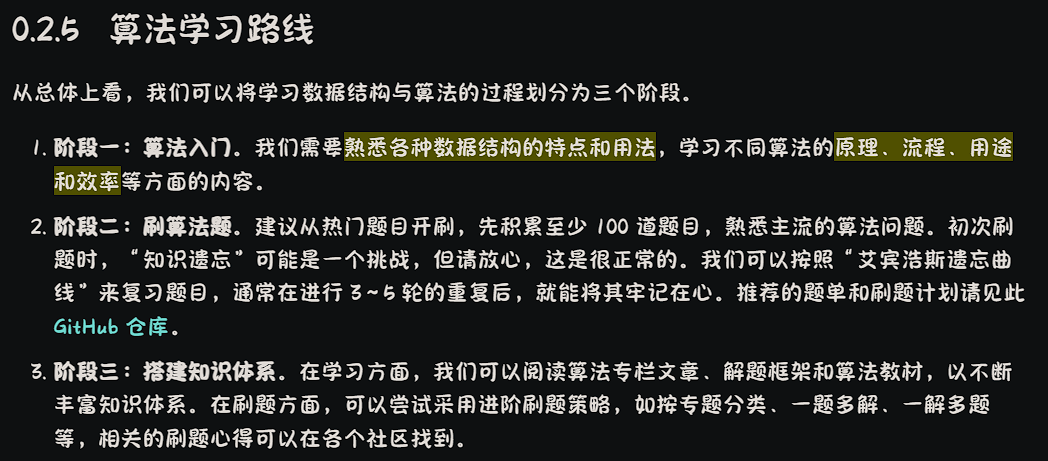 0.2.5 算法学习路线
从总体上看，我们可以将学习数据结构与算法的过程划分为三个阶段。
1. 阶段一：算法入门。我们需要熟悉各种数据结构的特点和用法，学习不同算法的原理、流程、用途
和效率等方面的内容。
2. 阶段二：刷算法题。建议从热门题目开刷，先积累至少 100 道题目，熟悉主流的算法问题。初次刷
题时，“知识遗忘”可能是一个挑战，但请放心，这是很正常的。我们可以按照“艾宾浩斯遗忘曲
线”来复习题目，通常在进行 3~5 轮的重复后，就能将其牢记在心。推荐的题单和刷题计划请见此
GitHub 仓库。
3. 阶段三：搭建知识体系。在学习方面，我们可以阅读算法专栏文章、解题框架和算法教材，以不断
丰富知识体系。在刷题方面，可以尝试采用进阶刷题策略，如按专题分类、一题多解、一解多题
等，相关的刷题心得可以在各个社区找到。